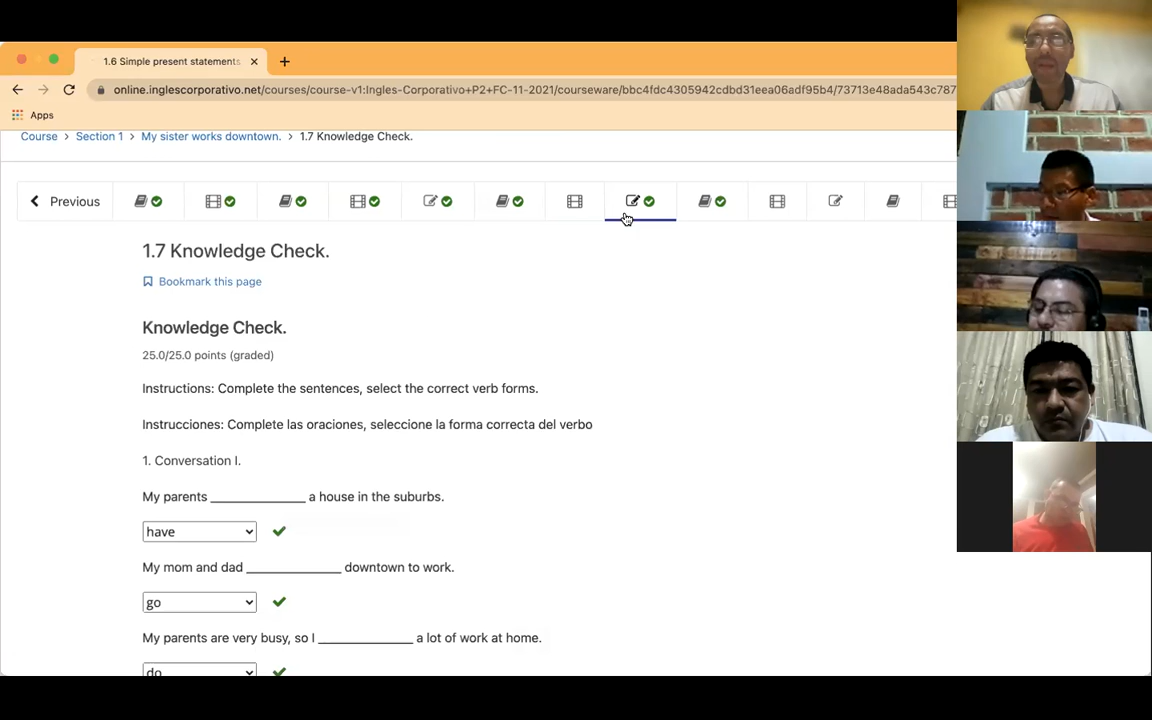 1.6 Simple present statements
online.inglescorporativo.net/courses/course-v1:Ingles-Corporativo+P2+FC-11-2021/courseware/bbc4fdc4305942cdbd31eea06adf95b4/73713e48ada543c787
Apps
Course > Section 1 > My sister works downtown. > 1.7 Knowledge Check.
Previous
1.7 Knowledge Check.
Bookmark this page
Knowledge Check.
25.0/25.0 points (graded)
Instructions: Complete the sentences, select the correct verb forms.
Instrucciones: Complete las oraciones, seleccione la forma correcta del verbo
1. Conversation I.
My parents ______________ a house in the suburbs.
have
My mom and dad ______________ downtown to work.
go
My parents are very busy, so I ______________ a lot of work at home.
do